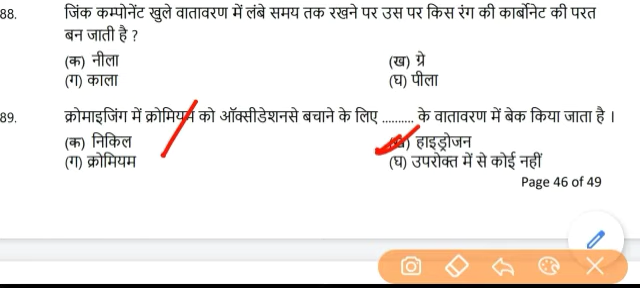 88. जिंक कम्पोनेंट खुले वातावरण में लंबे समय तक रखने पर उस पर किस रंग की कार्बोनेट की परत
बन जाती है ?
(क) नीला (ख) ग्रे
(ग) काला (घ) पीला
89. क्रोमाइजिंग में क्रोमियम को ऑक्सीडेशनसे बचाने के लिए .......... के वातावरण में बेक किया जाता है ।
(क) निकिल (ख) हाइड्रोजन
(ग) क्रोमियम (घ) उपरोक्त में से कोई नहीं
Page 46 of 49